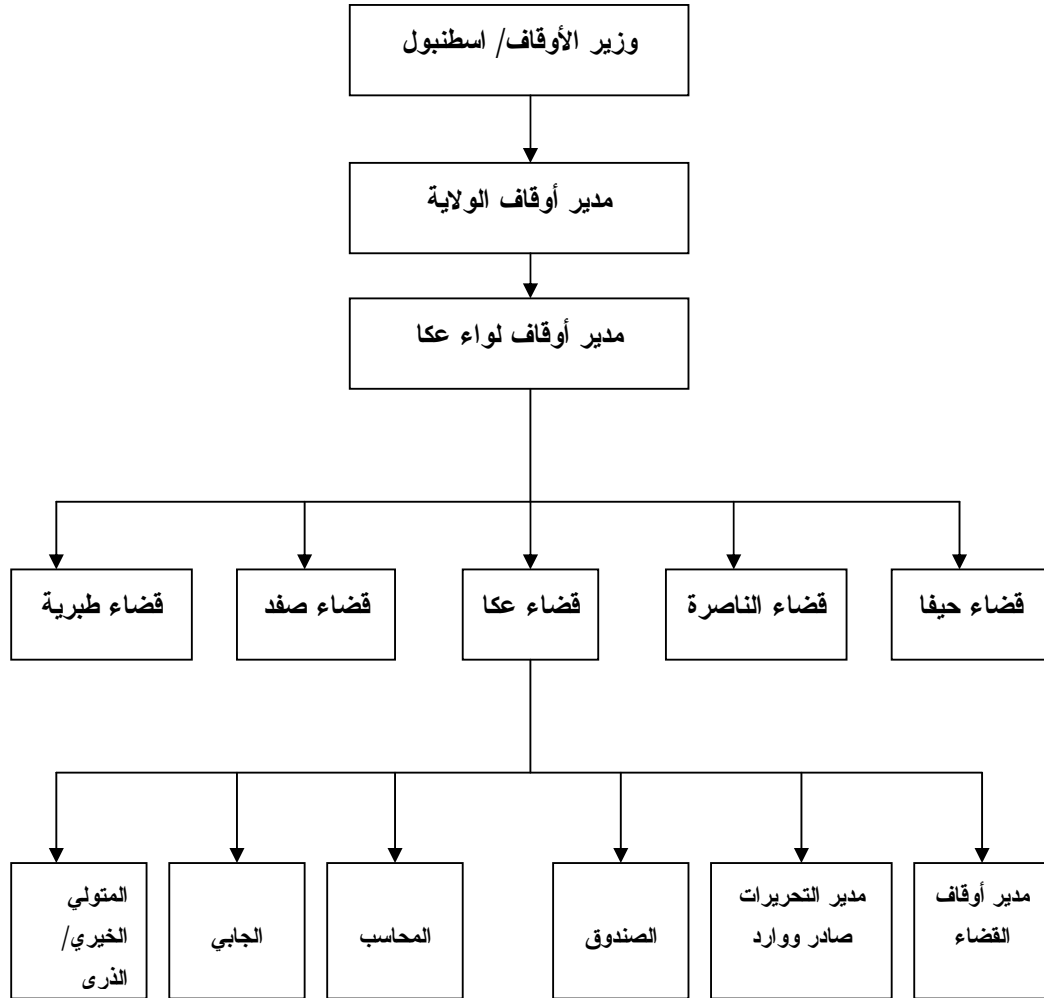 وزير الأوقاف/ اسطنبول
مدير أوقاف الولاية
مدير أوقاف لواء عكا
قضاء حيفا
قضاء الناصرة
قضاء عكا
قضاء صفد
قضاء طبرية
مدير أوقاف
القضاء
مدير التحريرات
صادر ووارد
الصندوق
المحاسب
الجابي
المتولي
الخيري/
الذري